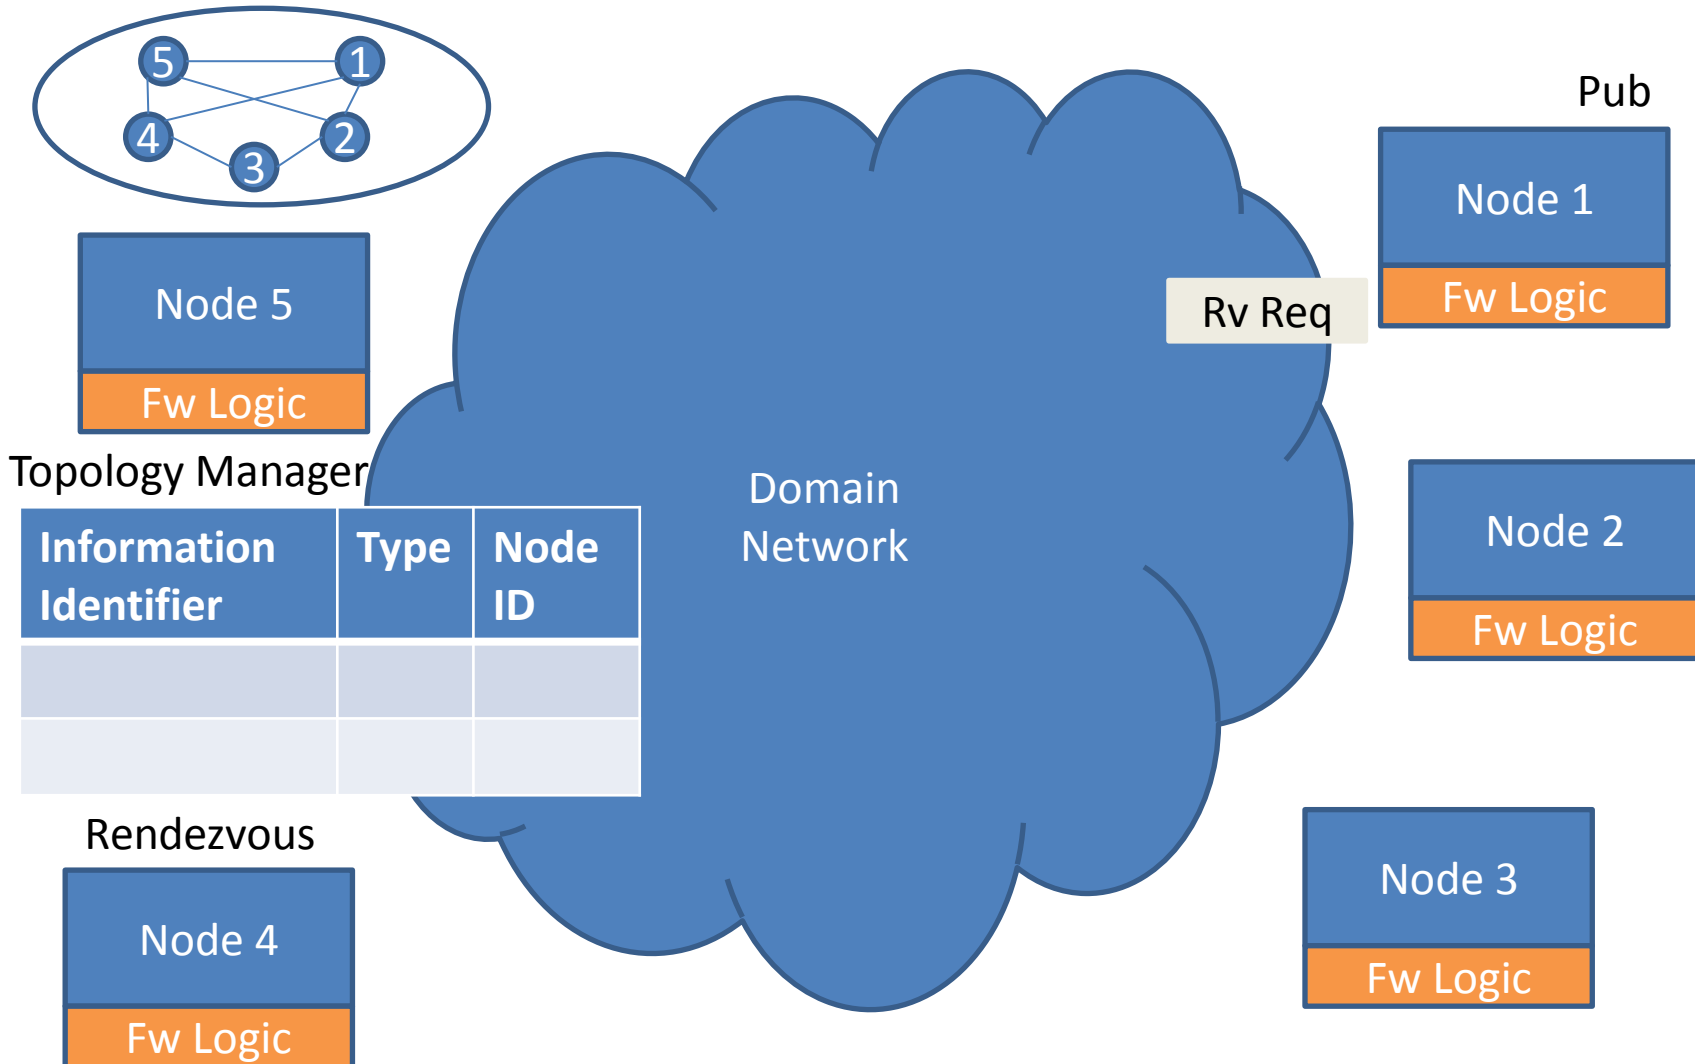 5
1
4
2
3
Pub
Node 1
Fw Logic
Rv Req
Node 5
Fw Logic
Topology Manager
Information
Identifier
Type
Node
ID
Domain
Network
Node 2
Fw Logic
Rendezvous
Node 4
Fw Logic
Node 3
Fw Logic